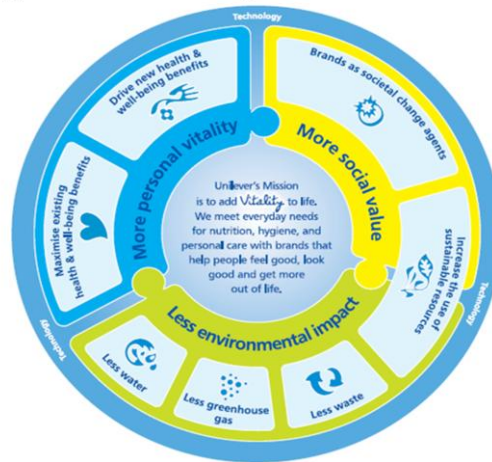 Technology
Drive new health &
well-being benefits
Brands as societal change agents
More personal vitality
More social value
Maximise existing
health & well-being benefits
Unilever's Mission
is to add Vitality to life.
We meet everyday needs
for nutrition, hygiene, and
personal care with brands that
help people feel good, look
good and get more
out of life.
Increase the use of
sustainable resources
Technology
Technology
Less environmental impact
Less water
Less greenhouse
gas
Less waste